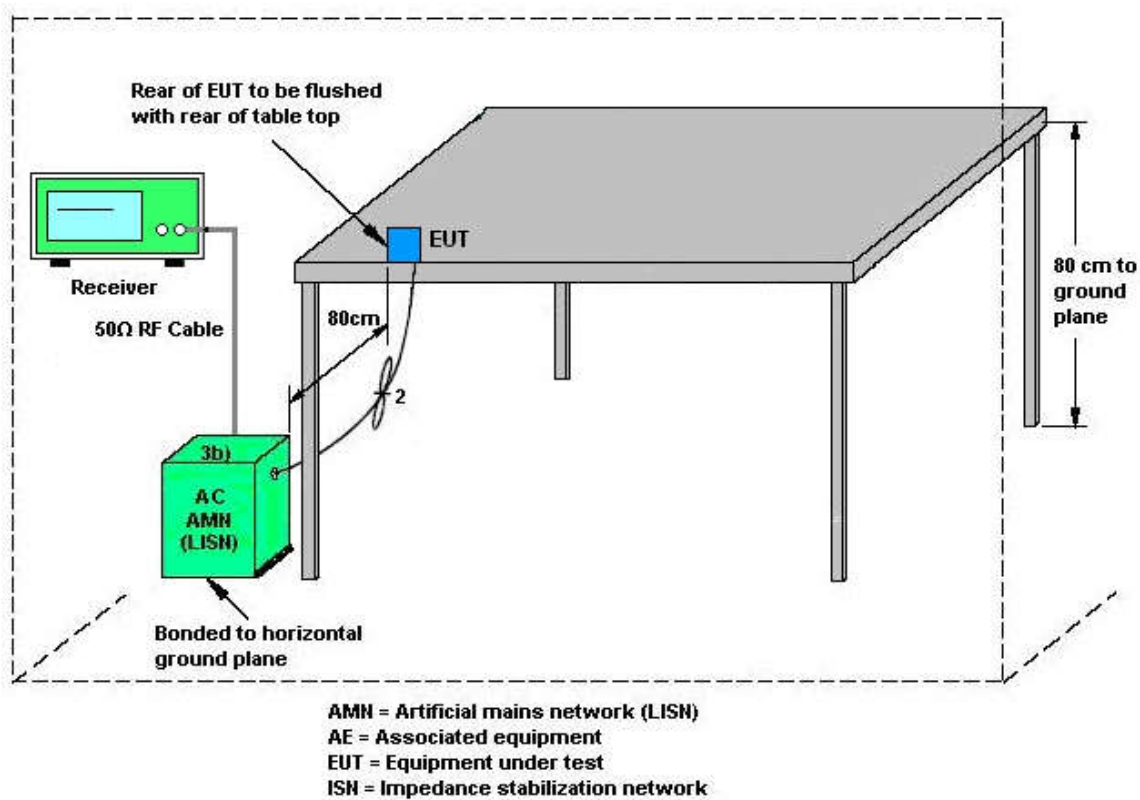 Rear of EUT to be flushed
with rear of table top
EUT
Receiver
50Ω RF Cable
80cm
80 cm to
ground
plane
2
3b)
AC
AMN
(LISN)
Bonded to horizontal
ground plane
AMN = Artificial mains network (LISN)
AE = Associated equipment
EUT = Equipment under test
ISN = Impedance stabilization network